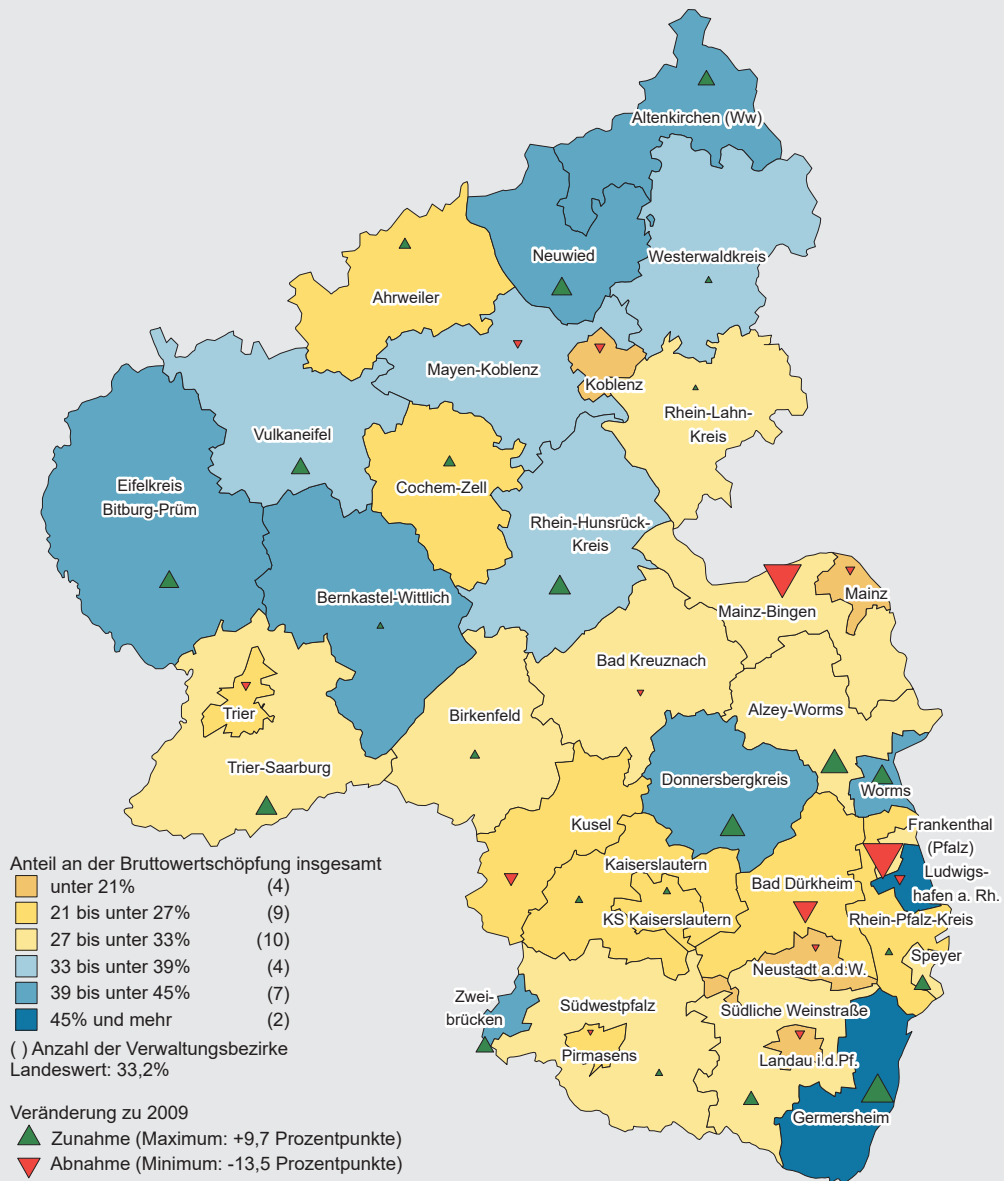 Altenkirchen (Ww)
Neuwied
Westerwaldkreis
Ahrweiler
Mayen-Koblenz
Koblenz
Rhein-Lahn-
Kreis
Vulkaneifel
Cochem-Zell
Eifelkreis
Bitburg-Prüm
Rhein-Hunsrück-
Kreis
Bernkastel-Wittlich
Mainz
Mainz-Bingen
Bad Kreuznach
Trier
Birkenfeld
Alzey-Worms
Trier-Saarburg
Donnersbergkreis
Worms
Kusel
Frankenthal
(Pfalz)
Kaiserslautern
Bad Dürkheim
Ludwigs-
hafen a. Rh.
KS Kaiserslautern
Rhein-Pfalz-Kreis
Speyer
Neustadt a.d.W.
Zwei-
brücken
Südwestpfalz
Südliche Weinstraße
Pirmasens
Landau i.d.Pf.
Germersheim
Anteil an der Bruttowertschöpfung insgesamt
unter 21% (4)
21 bis unter 27% (9)
27 bis unter 33% (10)
33 bis unter 39% (4)
39 bis unter 45% (7)
45% und mehr (2)
( ) Anzahl der Verwaltungsbezirke
Landeswert: 33,2%
Veränderung zu 2009
Zunahme (Maximum: +9,7 Prozentpunkte)
Abnahme (Minimum: -13,5 Prozentpunkte)